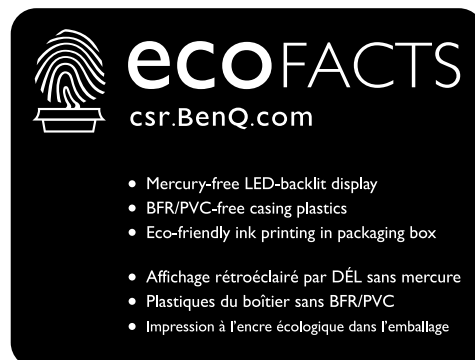 ecoFACTS
csr.BenQ.com
• Mercury-free LED-backlit display
• BFR/PVC-free casing plastics
• Eco-friendly ink printing in packaging box
• Affichage rétroéclairé par DÉL sans mercure
• Plastiques du boîtier sans BFR/PVC
• Impression à l'encre écologique dans l'emballage